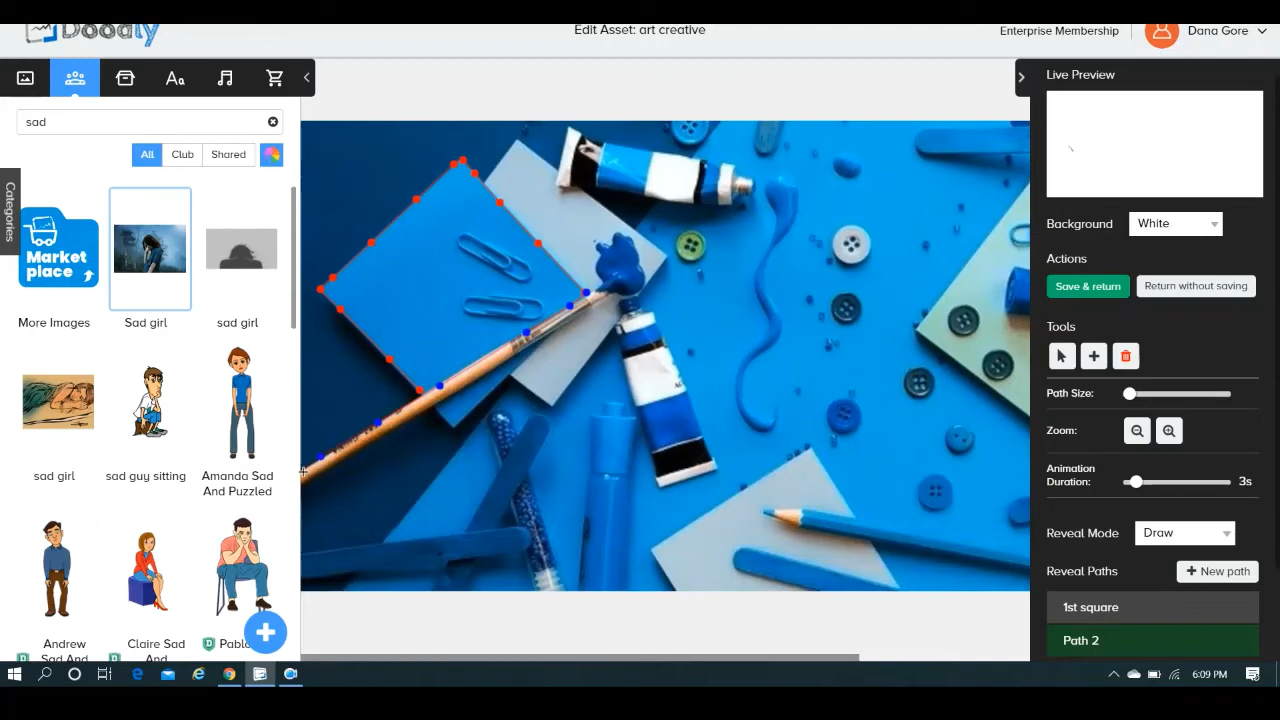 Doodly
Edit Asset: art creative
Enterprise Membership
Dana Gore
Aa
sad
All
Club
Shared
Categories
Market
place
More Images
Sad girl
sad girl
sad girl
sad guy sitting
Amanda Sad
And Puzzled
Andrew
Sad And
Claire Sad
And
Pablo
Live Preview
Background
White
Actions
Save & return
Return without saving
Tools
Path Size:
Zoom:
Animation
Duration:
3s
Reveal Mode
Draw
Reveal Paths
New path
1st square
Path 2
6:09 PM